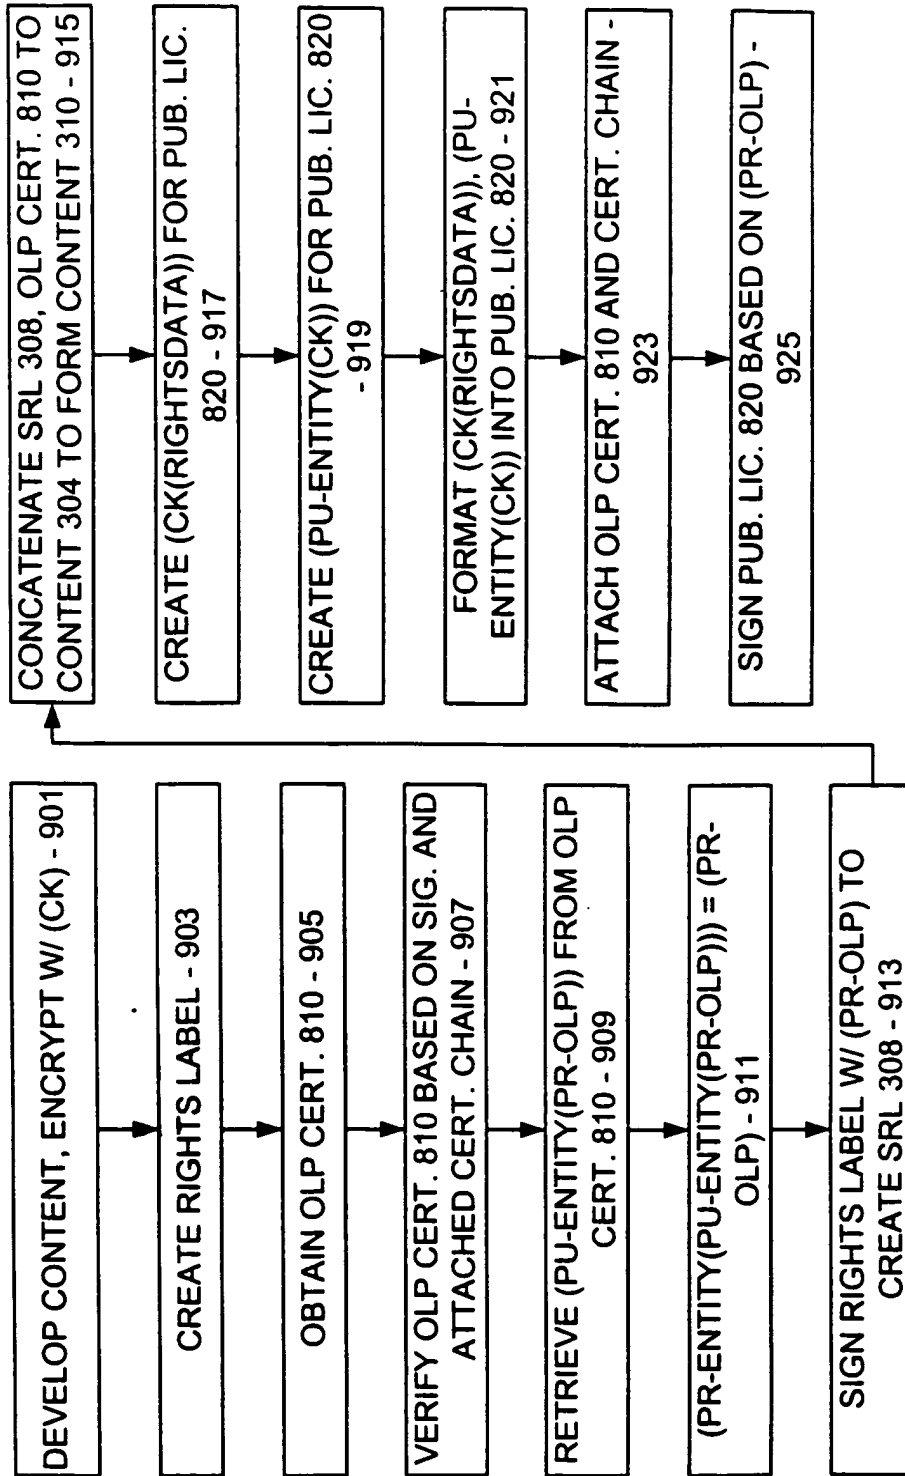 DEVELOP CONTENT, ENCRYPT W/ (CK) - 901
CREATE RIGHTS LABEL - 903
OBTAIN OLP CERT. 810 - 905
VERIFY OLP CERT. 810 BASED ON SIG. AND
ATTACHED CERT. CHAIN - 907
RETRIEVE (PU-ENTITY(PR-OLP)) FROM OLP
CERT. 810 - 909
(PR-ENTITY(PU-ENTITY(PR-OLP))) = (PR-
OLP) - 911
SIGN RIGHTS LABEL W/ (PR-OLP) TO
CREATE SRL 308 - 913
CONCATENATE SRL 308, OLP CERT. 810 TO
CONTENT 304 TO FORM CONTENT 310 - 915
CREATE (CK(RIGHTSDATA)) FOR PUB. LIC.
820 - 917
CREATE (PU-ENTITY(CK)) FOR PUB. LIC. 820
- 919
FORMAT (CK(RIGHTSDATA)), (PU-
ENTITY(CK)) INTO PUB. LIC. 820 - 921
ATTACH OLP CERT. 810 AND CERT. CHAIN -
923
SIGN PUB. LIC. 820 BASED ON (PR-OLP) -
925